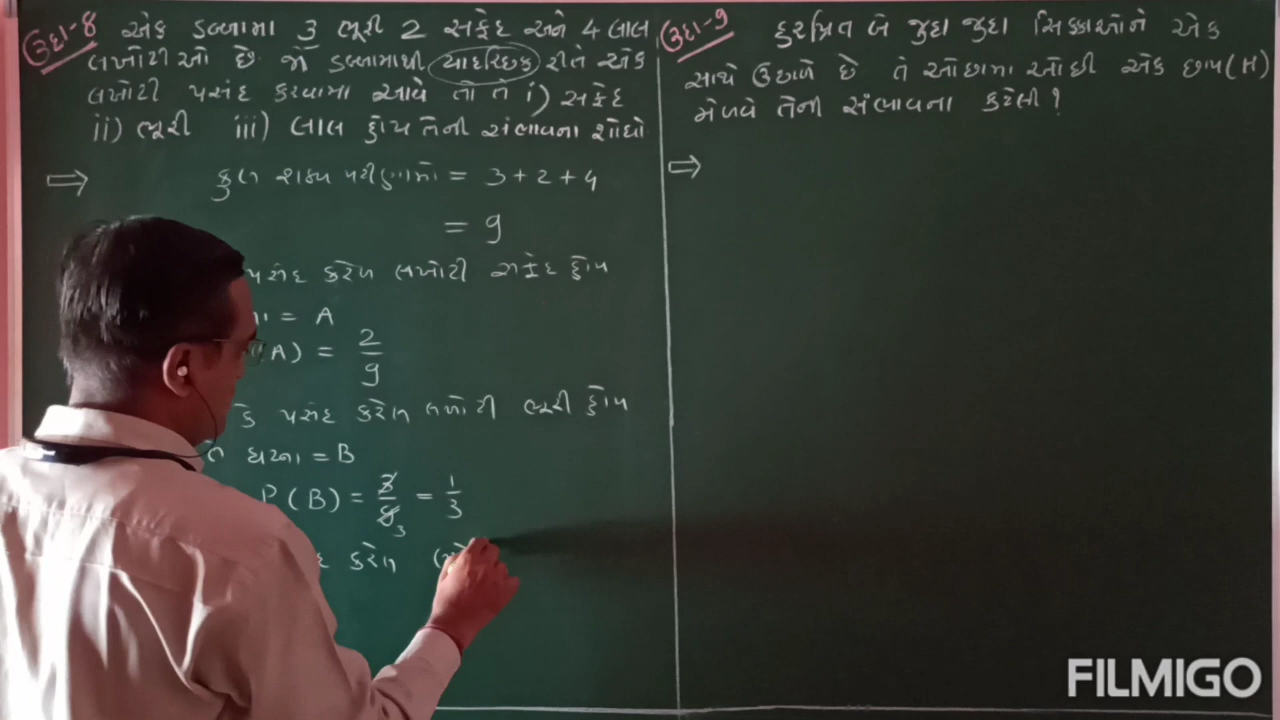 ઉદા-8 એક ડબ્બામા 3 ભૂરી 2 સફેદ અને 4 લાલ
લખોટીઓ છે જો ડબ્બામાથી યાદચ્છિક રીતે એક
લખોટી પસંદ કરવામા આવે તો તે i) સફેદ
ii) ભૂરી iii) લાલ હોય તેની સંભાવના શોધો
⇒ કુલ શક્ય પરીણામો = 3 + 2 + 4
= 9
પસંદ કરેલ લખોટી સફેદ હોય
= A
(A) = 2/9
કે પસંદ કરેલ લખોટી ભૂરી હોય
ઘટના = B
P(B) = 3/9 3 = 1/3
કરેલ
ઉદા-9 હરપ્રિત બે જુદા જુદા સિક્કાઓને એક
સાથે ઉછાળે છે તે ઓછામા ઓછી એક છાપ (H)
મેળવે તેની સંભાવના કેટલી?
⇒
FILMIGO